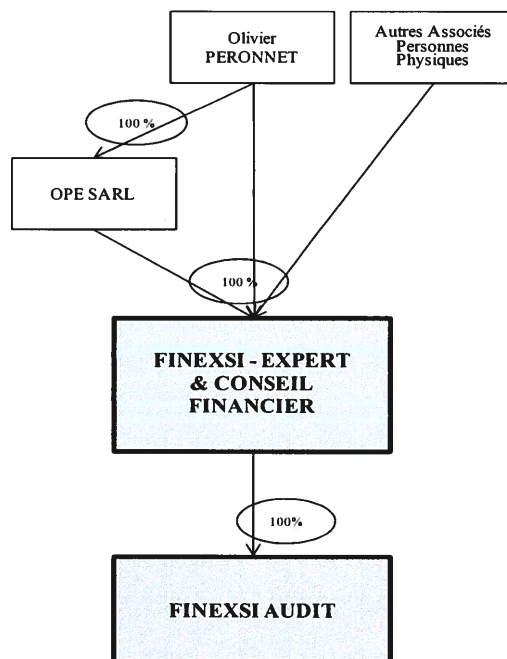 Olivier
PERONNET
Autres Associés
Personnes
Physiques
100 %
OPE SARL
100 %
FINEXSI - EXPERT
& CONSEIL
FINANCIER
100%
FINEXSI AUDIT